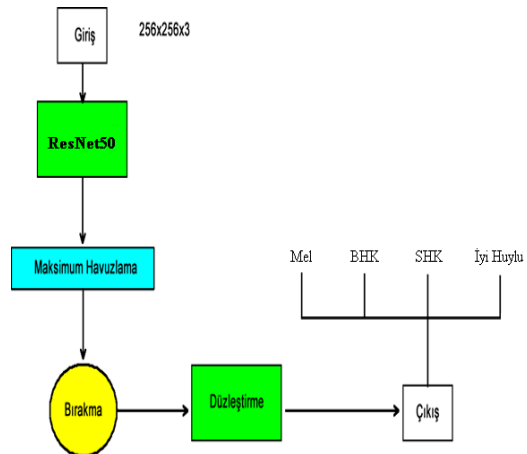 Giriş
256x256x3
ResNet50
Maksimum Havuzlama
Mel
BHK
SHK
İyi Huylu
Bırakma
Düzleştirme
Çıkış